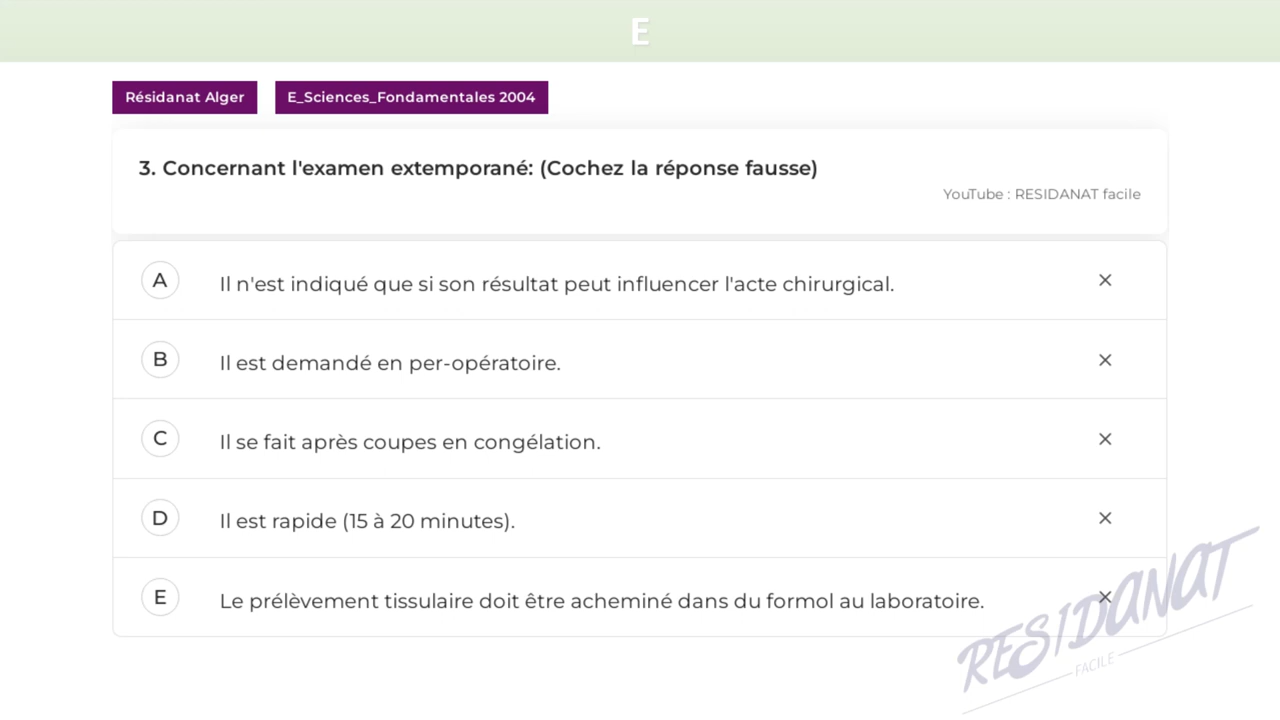 E
Résidanat Alger
E_Sciences_Fondamentales 2004
3. Concernant l'examen extemporané: (Cochez la réponse fausse)
YouTube : RESIDANAT facile
A Il n'est indiqué que si son résultat peut influencer l'acte chirurgical.
B Il est demandé en per-opératoire.
C Il se fait après coupes en congélation.
D Il est rapide (15 à 20 minutes).
E Le prélèvement tissulaire doit être acheminé dans du formol au laboratoire.
RESIDANAT
FACILE